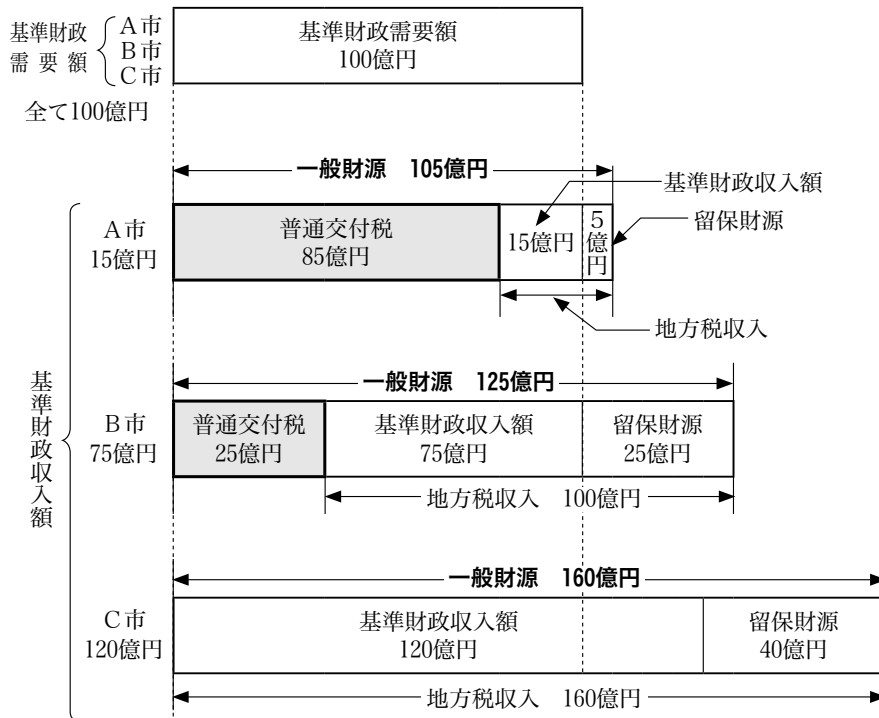 基準財政
需要額
A市
B市
C市
全て100億円
基準財政需要額
100億円
一般財源　105億円
基準財政収入額
A市
15億円
普通交付税
85億円
15億円
5億円
留保財源
地方税収入
一般財源　125億円
基準財政収入額
B市
75億円
普通交付税
25億円
基準財政収入額
75億円
留保財源
25億円
地方税収入　100億円
一般財源　160億円
C市
120億円
基準財政収入額
120億円
留保財源
40億円
地方税収入　160億円